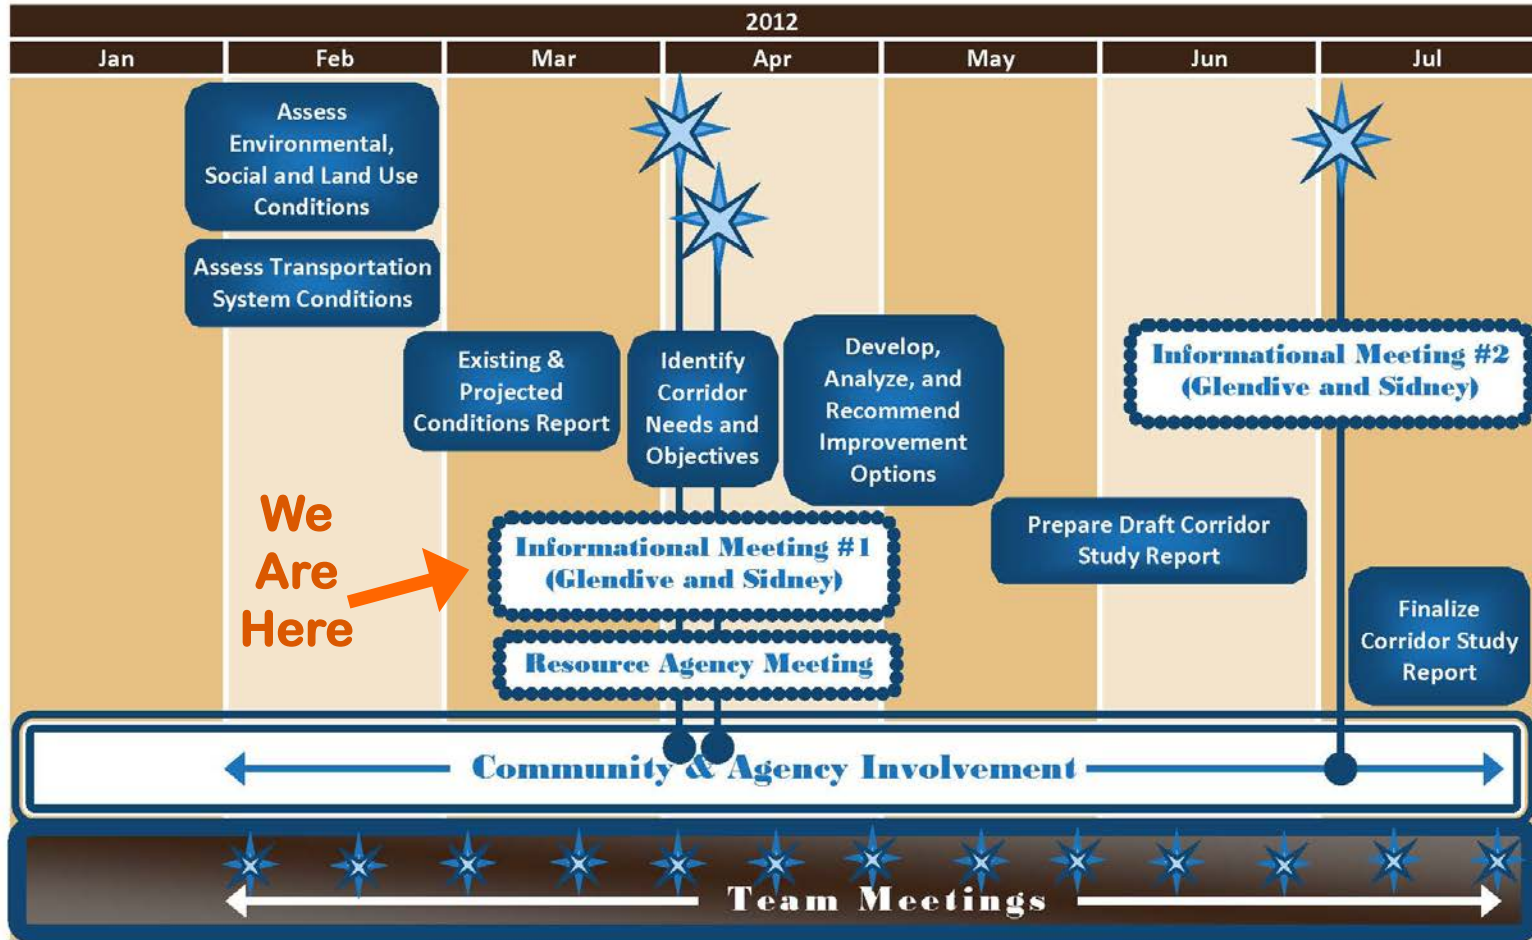 2012
Jan
Feb
Mar
Apr
May
Jun
Jul
Assess
Environmental,
Social and Land Use
Conditions
Assess Transportation
System Conditions
Existing &
Projected
Conditions Report
Identify
Corridor
Needs and
Objectives
Develop,
Analyze, and
Recommend
Improvement
Options
Informational Meeting #2
(Glendive and Sidney)
We
Are
Here
Informational Meeting #1
(Glendive and Sidney)
Prepare Draft Corridor
Study Report
Resource Agency Meeting
Finalize
Corridor Study
Report
Community & Agency Involvement
Team Meetings